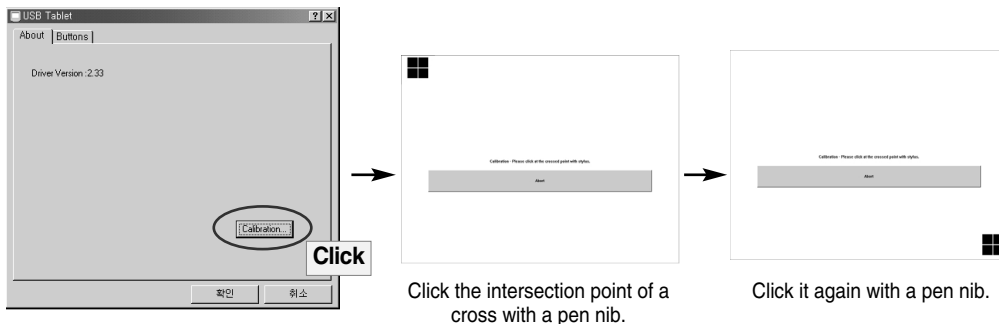 USB Tablet
About
Buttons
Driver Version :2.33
Calibration...
Click
확인
취소
Calibration - Please click at the crossed point with stylus.
Abort
Click the intersection point of a
cross with a pen nib.
Calibration - Please click at the crossed point with stylus.
Abort
Click it again with a pen nib.